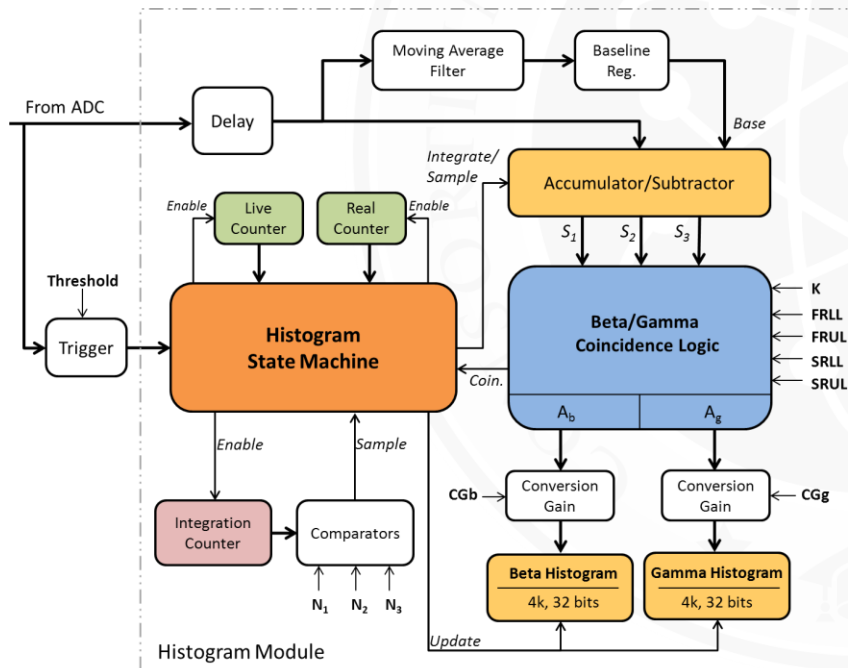 Moving Average
Filter
Baseline
Reg.
From ADC
Delay
Base
Integrate/
Sample
Accumulator/Subtractor
Enable
Live
Counter
Real
Counter
Enable
S1
S2
S3
Threshold
Trigger
Histogram
State Machine
Beta/Gamma
Coincidence Logic
K
FRLL
FRUL
SRLL
SRUL
Coin.
Ab
Ag
Enable
Sample
CGb
Conversion
Gain
Conversion
Gain
CGg
Integration
Counter
Comparators
N1
N2
N3
Beta Histogram
4k, 32 bits
Gamma Histogram
4k, 32 bits
Update
Histogram Module